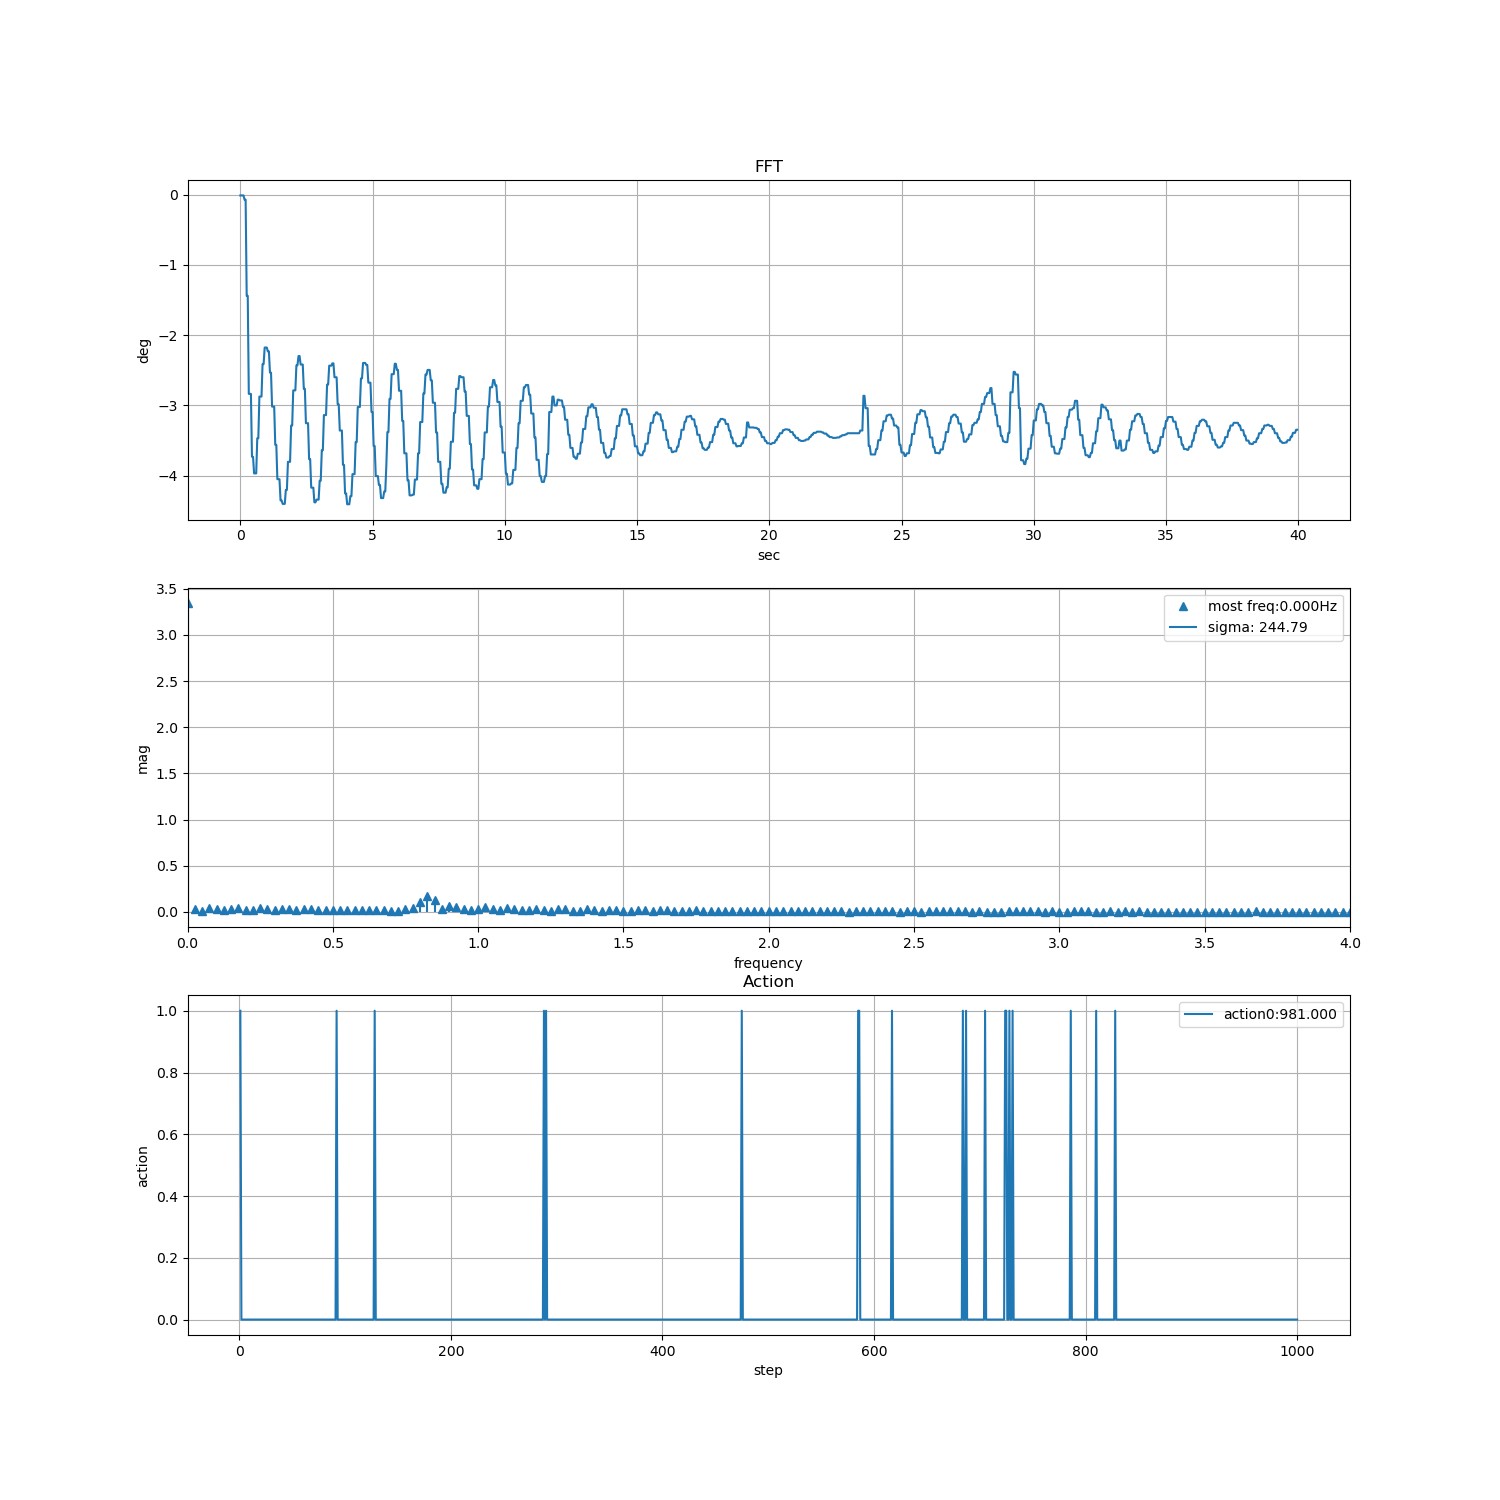 FFT
0
−1
−2
−3
−4
deg
0 5 10 15 20 25 30 35 40
sec
3.5
3.0
2.5
2.0
1.5
1.0
0.5
0.0
mag
most freq:0.000Hz
sigma: 244.79
0.0 0.5 1.0 1.5 2.0 2.5 3.0 3.5 4.0
frequency
Action
1.0
0.8
0.6
0.4
0.2
0.0
action
action0:981.000
0 200 400 600 800 1000
step